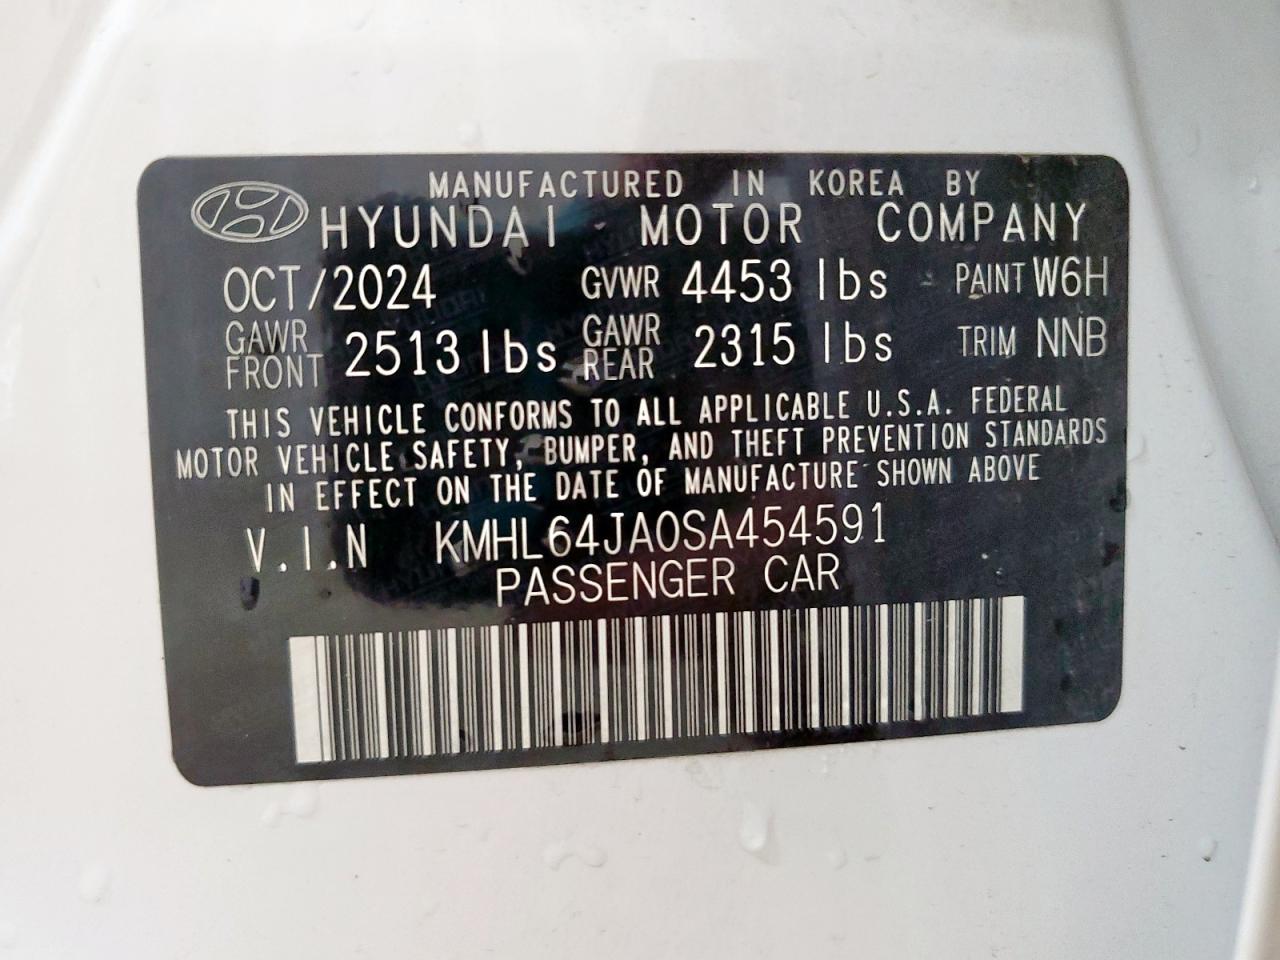 MANUFACTURED IN KOREA BY
HYUNDAI MOTOR COMPANY
OCT/2024 GVWR 4453 lbs PAINT W6H
GAWR FRONT 2513 lbs GAWR REAR 2315 lbs TRIM NNB
THIS VEHICLE CONFORMS TO ALL APPLICABLE U.S.A. FEDERAL
MOTOR VEHICLE SAFETY, BUMPER, AND THEFT PREVENTION STANDARDS
IN EFFECT ON THE DATE OF MANUFACTURE SHOWN ABOVE
V.I.N KMHL64JA0SA454591
PASSENGER CAR